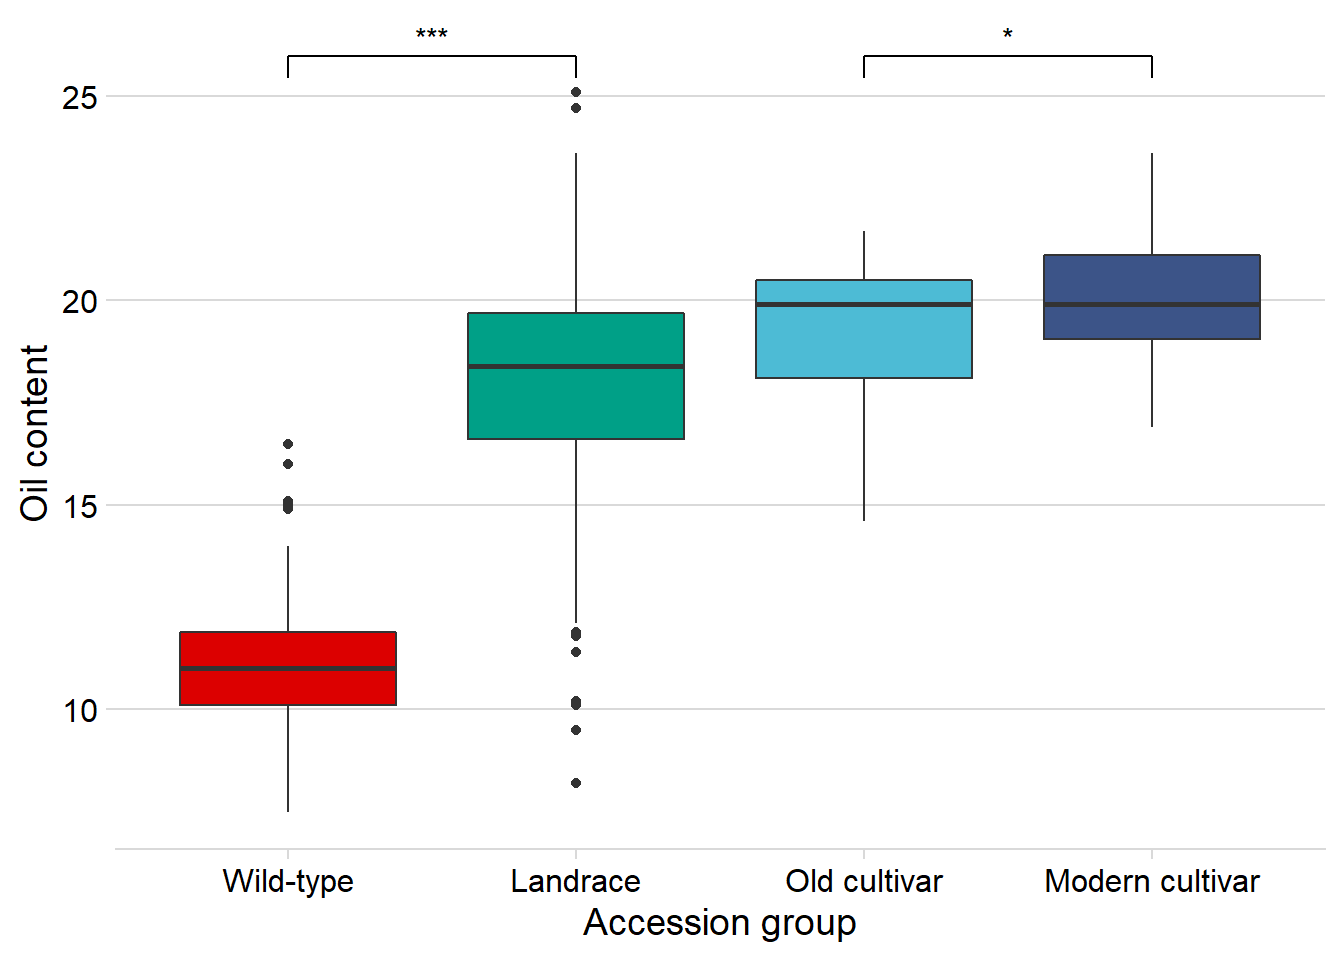 ***
*
25
20
15
10
Oil content
Wild-type
Landrace
Old cultivar
Modern cultivar
Accession group